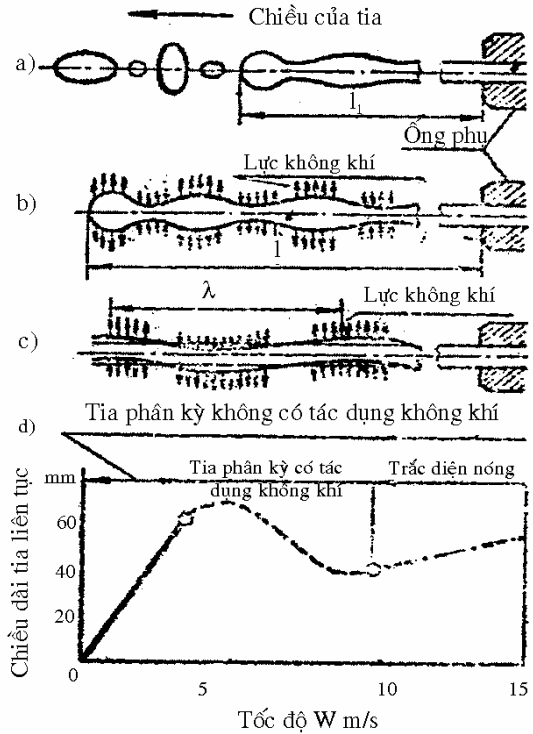 Chiều của tia
a)
l1
Ống phụ
Lực không khí
b)
l
λ
Lực không khí
c)
Tia phân kỳ không có tác dụng không khí
d)
mm
Tia phân kỳ có tác
dụng không khí
Trắc diện nóng
60
40
20
0
5
10
15
Chiều dài tia liên tục
Tốc độ W m/s